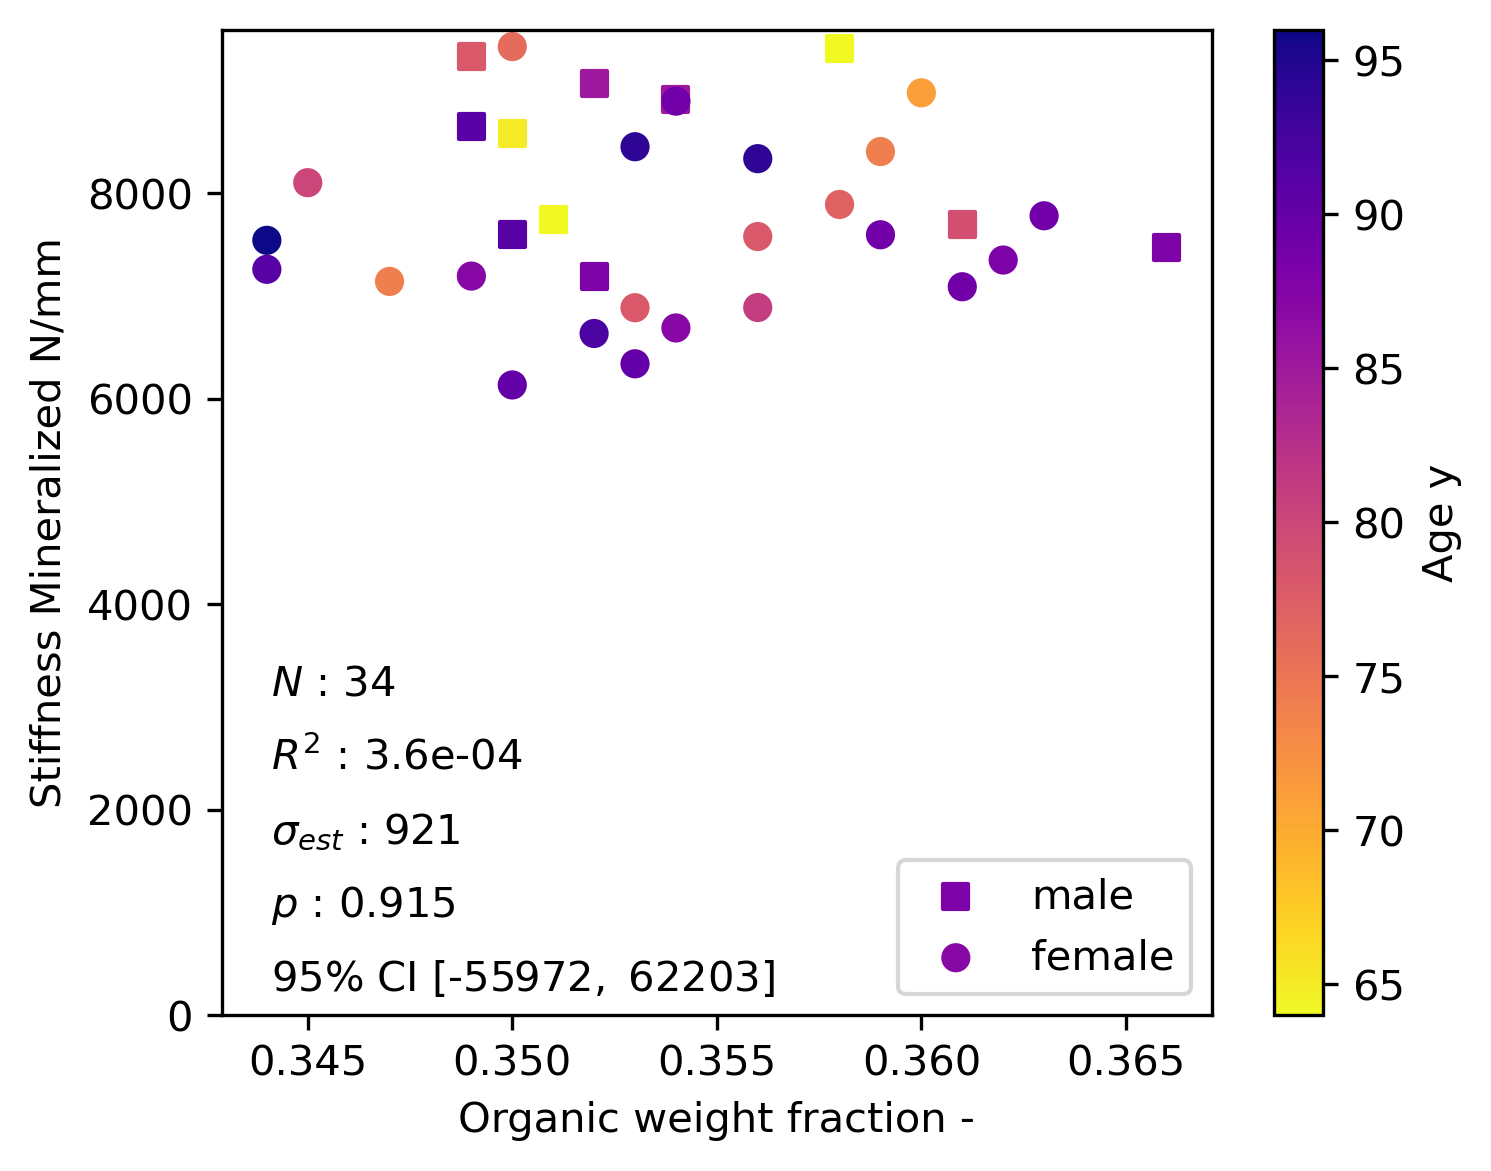 Stiffness Mineralized N/mm
8000
6000
4000
2000
0
N : 34
R² : 3.6e-04
σest : 921
p : 0.915
95% CI [-55972, 62203]
male
female
0.345 0.350 0.355 0.360 0.365
Organic weight fraction -
95
90
85
80
75
70
65
Age y